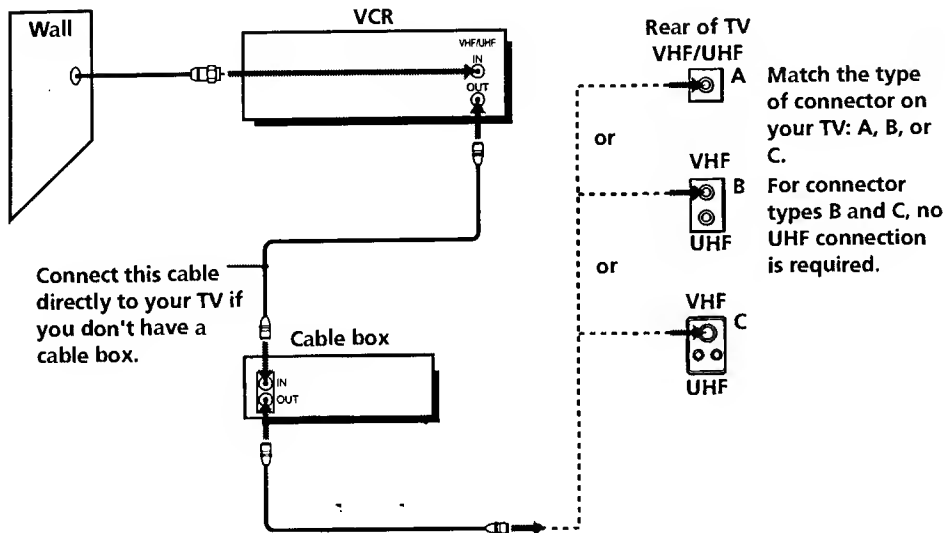 Wall
VCR
VHF/UHF
IN
OUT
Rear of TV
VHF/UHF
A
Match the type
of connector on
your TV: A, B, or
C.
or
VHF
B
UHF
For connector
types B and C, no
UHF connection
is required.
or
VHF
C
UHF
Connect this cable
directly to your TV if
you don't have a
cable box.
Cable box
IN
OUT